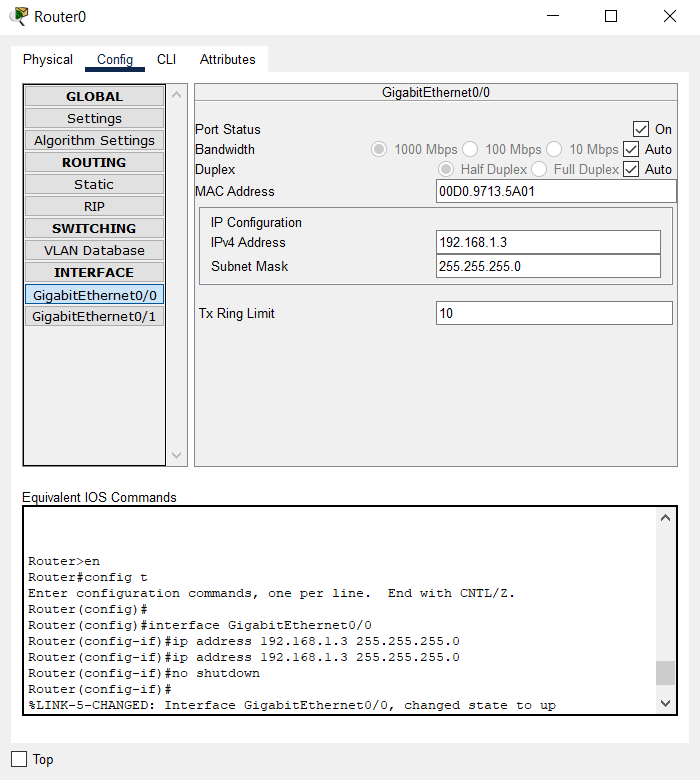 Router0
Physical Config CLI Attributes
GLOBAL
Settings
Algorithm Settings
ROUTING
Static
RIP
SWITCHING
VLAN Database
INTERFACE
GigabitEthernet0/0
GigabitEthernet0/1
GigabitEthernet0/0
Port Status On
Bandwidth 1000 Mbps 100 Mbps 10 Mbps Auto
Duplex Half Duplex Full Duplex Auto
MAC Address 00D0.9713.5A01
IP Configuration
IPv4 Address 192.168.1.3
Subnet Mask 255.255.255.0
Tx Ring Limit 10
Equivalent IOS Commands
Router>en
Router#config t
Enter configuration commands, one per line.  End with CNTL/Z.
Router(config)#
Router(config)#interface GigabitEthernet0/0
Router(config-if)#ip address 192.168.1.3 255.255.255.0
Router(config-if)#ip address 192.168.1.3 255.255.255.0
Router(config-if)#no shutdown
Router(config-if)#
%LINK-5-CHANGED: Interface GigabitEthernet0/0, changed state to up
Top